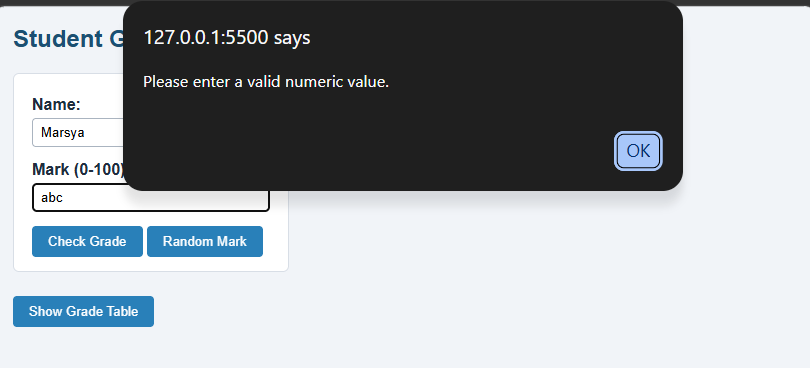 127.0.0.1:5500 says
Please enter a valid numeric value.
OK
Student G
Name:
Marsya
Mark (0-100)
abc
Check Grade
Random Mark
Show Grade Table